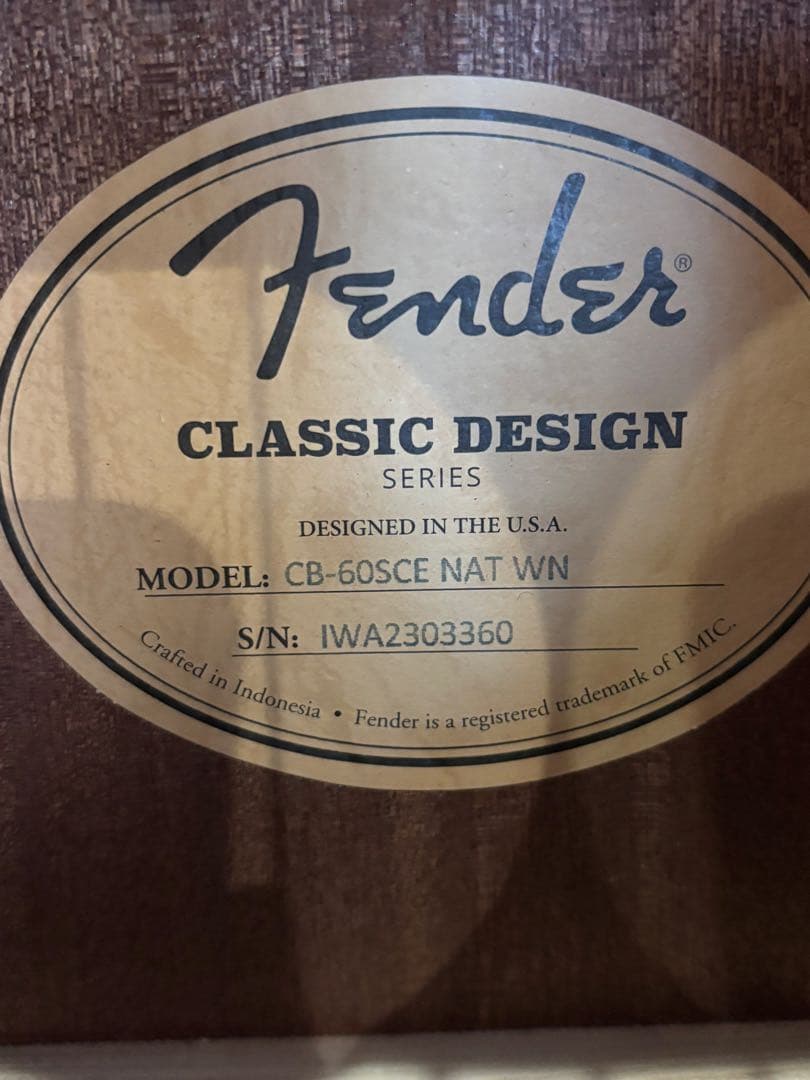 Fender®
CLASSIC DESIGN
SERIES
DESIGNED IN THE U.S.A.
MODEL: CB-60SCE NAT WN
S/N: IWA2303360
Crafted in Indonesia • Fender is a registered trademark of FMIC.